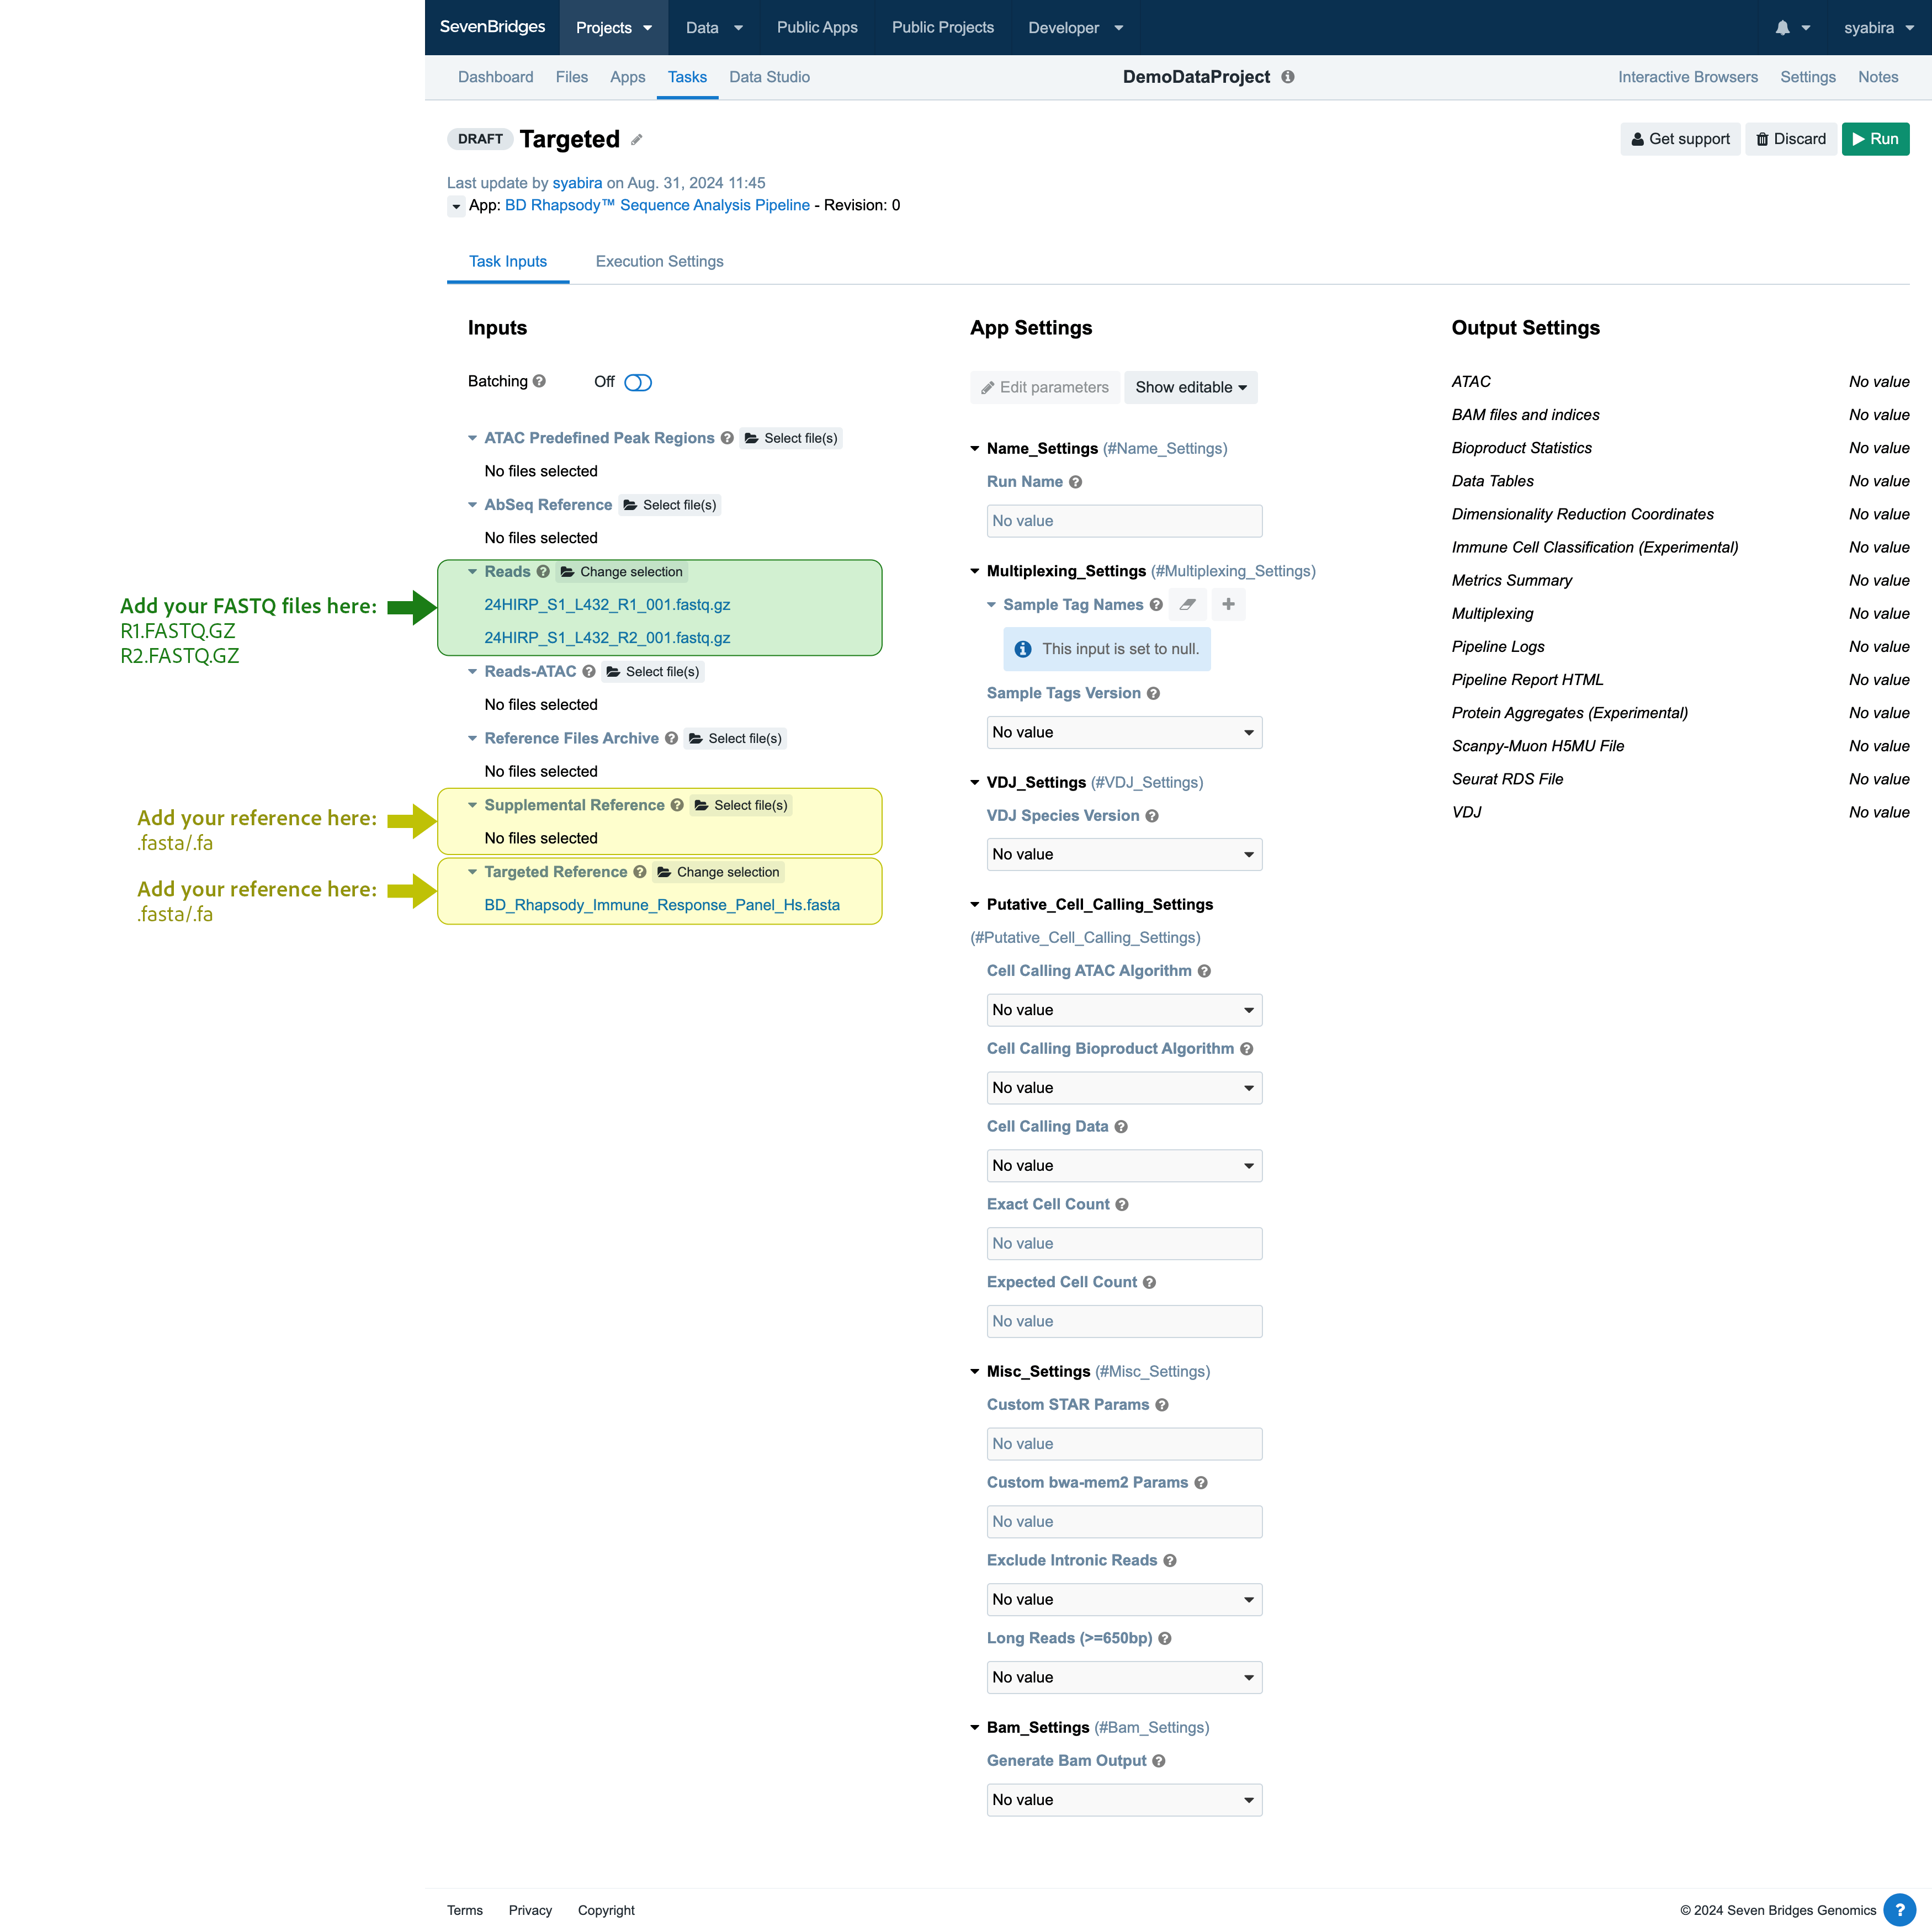 SevenBridges Projects Data Public Apps Public Projects Developer syabira
Dashboard Files Apps Tasks Data Studio DemoDataProject Interactive Browsers Settings Notes
DRAFT Targeted Get support Discard Run
Last update by syabira on Aug. 31, 2024 11:45
App: BD Rhapsody™ Sequence Analysis Pipeline - Revision: 0
Task Inputs Execution Settings
Inputs
Batching Off
ATAC Predefined Peak Regions Select file(s)
No files selected
AbSeq Reference Select file(s)
No files selected
Add your FASTQ files here:
R1.FASTQ.GZ
R2.FASTQ.GZ
Reads Change selection
24HIRP_S1_L432_R1_001.fastq.gz
24HIRP_S1_L432_R2_001.fastq.gz
Reads-ATAC Select file(s)
No files selected
Reference Files Archive Select file(s)
No files selected
Add your reference here:
.fasta/.fa
Supplemental Reference Select file(s)
No files selected
Add your reference here:
.fasta/.fa
Targeted Reference Change selection
BD_Rhapsody_Immune_Response_Panel_Hs.fasta
App Settings
Edit parameters Show editable
Name_Settings (#Name_Settings)
Run Name
No value
Multiplexing_Settings (#Multiplexing_Settings)
Sample Tag Names
This input is set to null.
Sample Tags Version
No value
VDJ_Settings (#VDJ_Settings)
VDJ Species Version
No value
Putative_Cell_Calling_Settings
(#Putative_Cell_Calling_Settings)
Cell Calling ATAC Algorithm
No value
Cell Calling Bioproduct Algorithm
No value
Cell Calling Data
No value
Exact Cell Count
No value
Expected Cell Count
No value
Misc_Settings (#Misc_Settings)
Custom STAR Params
No value
Custom bwa-mem2 Params
No value
Exclude Intronic Reads
No value
Long Reads (>=650bp)
No value
Bam_Settings (#Bam_Settings)
Generate Bam Output
No value
Output Settings
ATAC No value
BAM files and indices No value
Bioproduct Statistics No value
Data Tables No value
Dimensionality Reduction Coordinates No value
Immune Cell Classification (Experimental) No value
Metrics Summary No value
Multiplexing No value
Pipeline Logs No value
Pipeline Report HTML No value
Protein Aggregates (Experimental) No value
Scanpy-Muon H5MU File No value
Seurat RDS File No value
VDJ No value
Terms Privacy Copyright © 2024 Seven Bridges Genomics ?